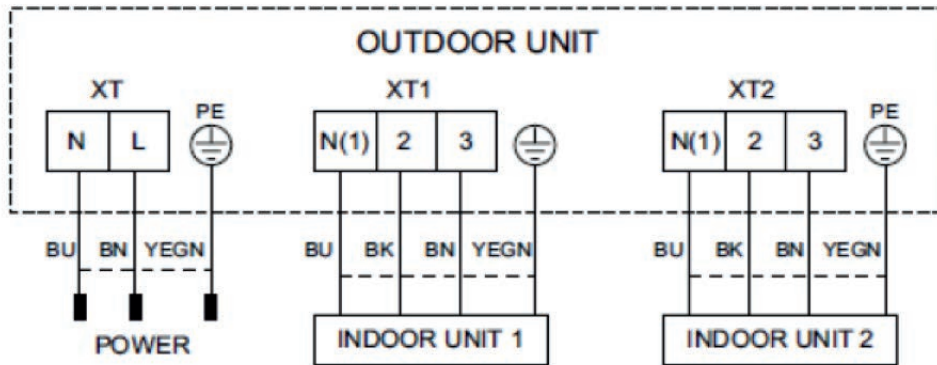 OUTDOOR UNIT
XT XT1 XT2
PE PE
N L N(1) 2 3 N(1) 2 3
BU BN YEGN BU BK BN YEGN BU BK BN YEGN
POWER INDOOR UNIT 1 INDOOR UNIT 2